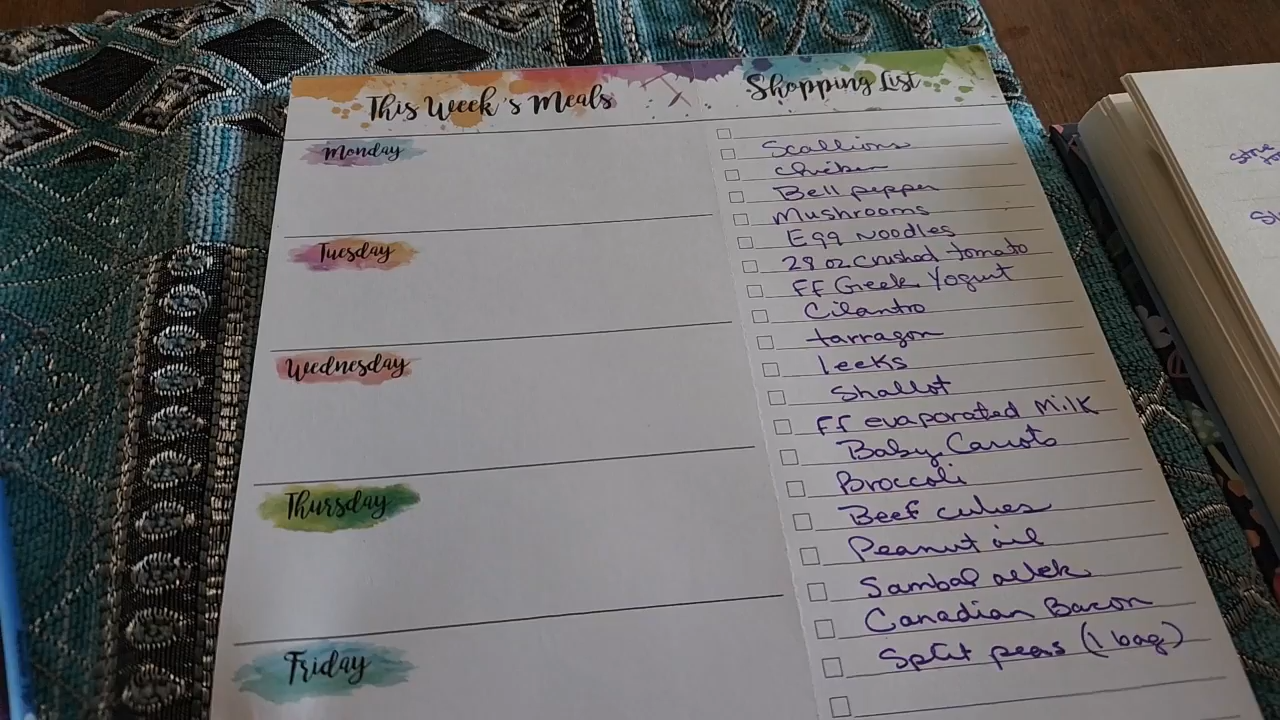 This Week's Meals
Monday
Tuesday
Wednesday
Thursday
Friday
Shopping List
Scallions
Chicken
Bell pepper
Mushrooms
Egg Noodles
29 oz crushed tomato
FF Greek Yogurt
Cilantro
tarragon
leeks
Shallot
FF evaporated Milk
Baby Carrots
Broccoli
Beef cubes
Peanut oil
Sambal oelek
Canadian Bacon
Split peas (1 bag)